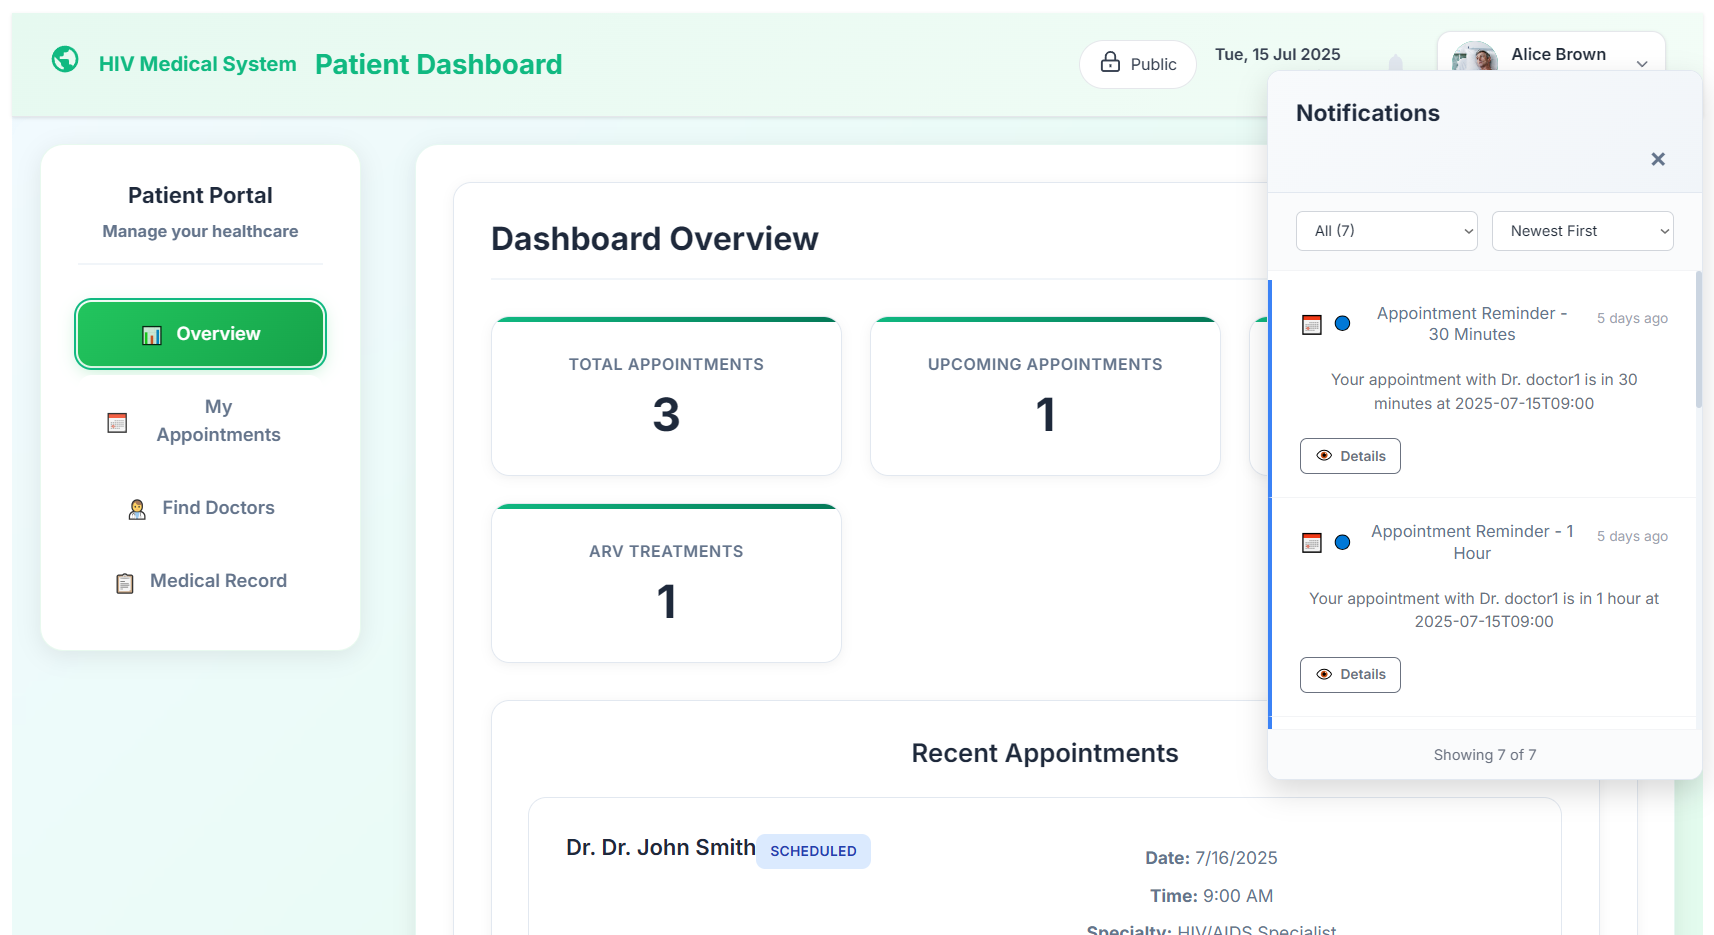 HIV Medical System
Patient Dashboard
Public
Tue, 15 Jul 2025
Alice Brown
Patient Portal
Manage your healthcare
Overview
My
Appointments
Find Doctors
Medical Record
Dashboard Overview
TOTAL APPOINTMENTS
3
UPCOMING APPOINTMENTS
1
ARV TREATMENTS
1
Recent Appointments
Dr. Dr. John Smith
SCHEDULED
Date: 7/16/2025
Time: 9:00 AM
Specialty: HIV/AIDS Specialist
Notifications
All (7)
Newest First
Appointment Reminder -
30 Minutes
5 days ago
Your appointment with Dr. doctor1 is in 30
minutes at 2025-07-15T09:00
Details
Appointment Reminder - 1
Hour
5 days ago
Your appointment with Dr. doctor1 is in 1 hour at
2025-07-15T09:00
Details
Showing 7 of 7